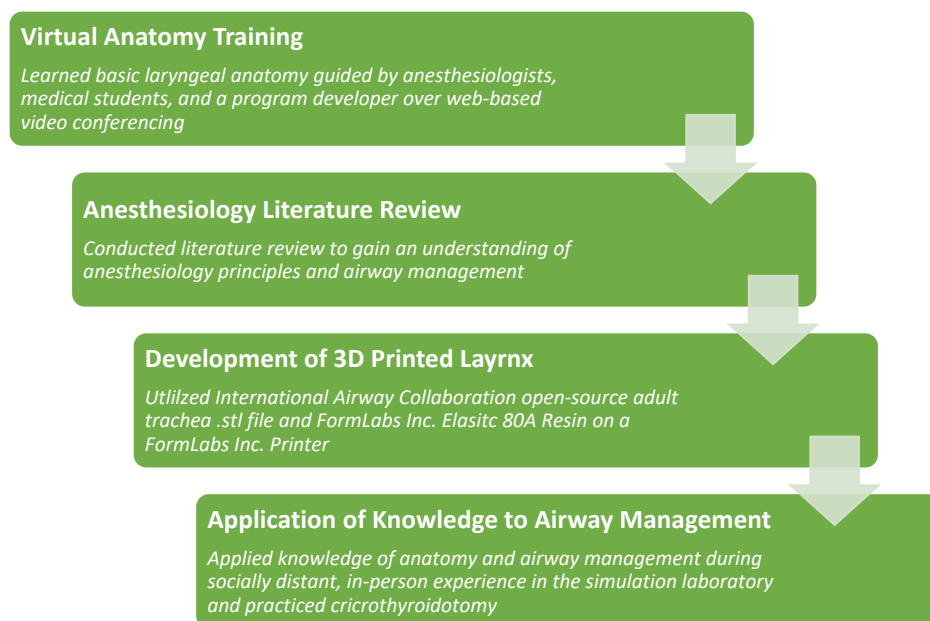 Virtual Anatomy Training
Learned basic laryngeal anatomy guided by anesthesiologists,
medical students, and a program developer over web-based
video conferencing
Anesthesiology Literature Review
Conducted literature review to gain an understanding of
anesthesiology principles and airway management
Development of 3D Printed Layrnx
Utlilzed International Airway Collaboration open-source adult
trachea .stl file and FormLabs Inc. Elasitc 80A Resin on a
FormLabs Inc. Printer
Application of Knowledge to Airway Management
Applied knowledge of anatomy and airway management during
socially distant, in-person experience in the simulation laboratory
and practiced cricrothyroidotomy